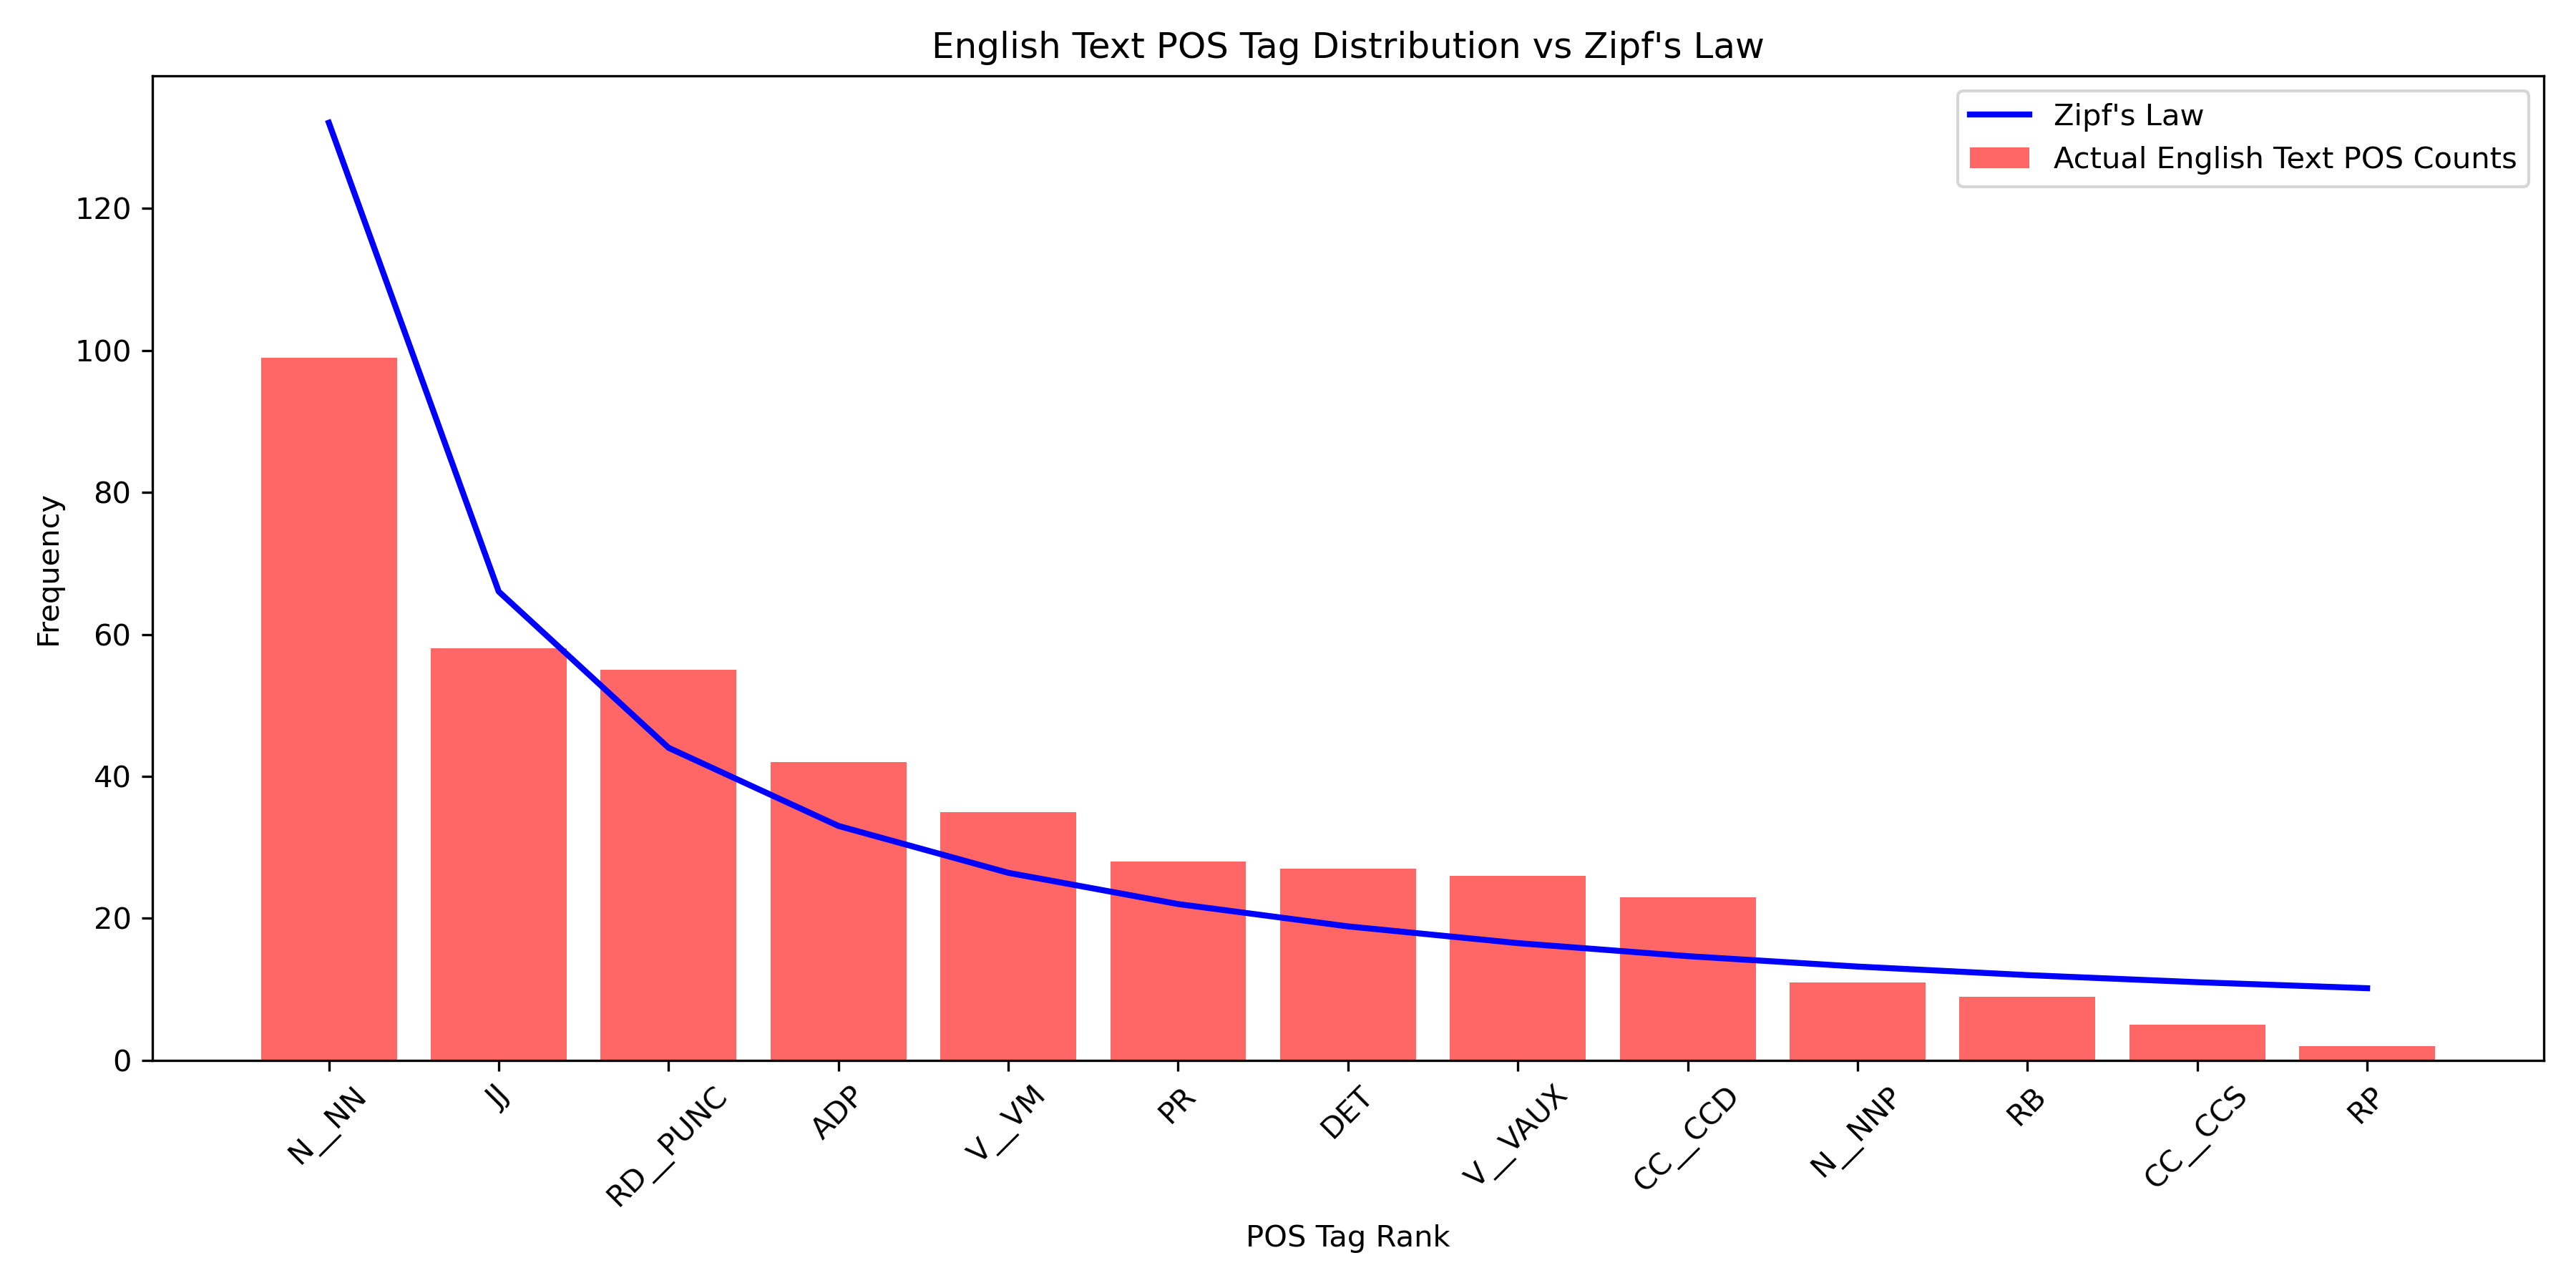 English Text POS Tag Distribution vs Zipf's Law
Zipf's Law
Actual English Text POS Counts
Frequency
120
100
80
60
40
20
0
N__NN
JJ
RD__PUNC
ADP
V__VM
PR
DET
V__VAUX
CC__CCD
N__NNP
RB
CC__CCS
RP
POS Tag Rank